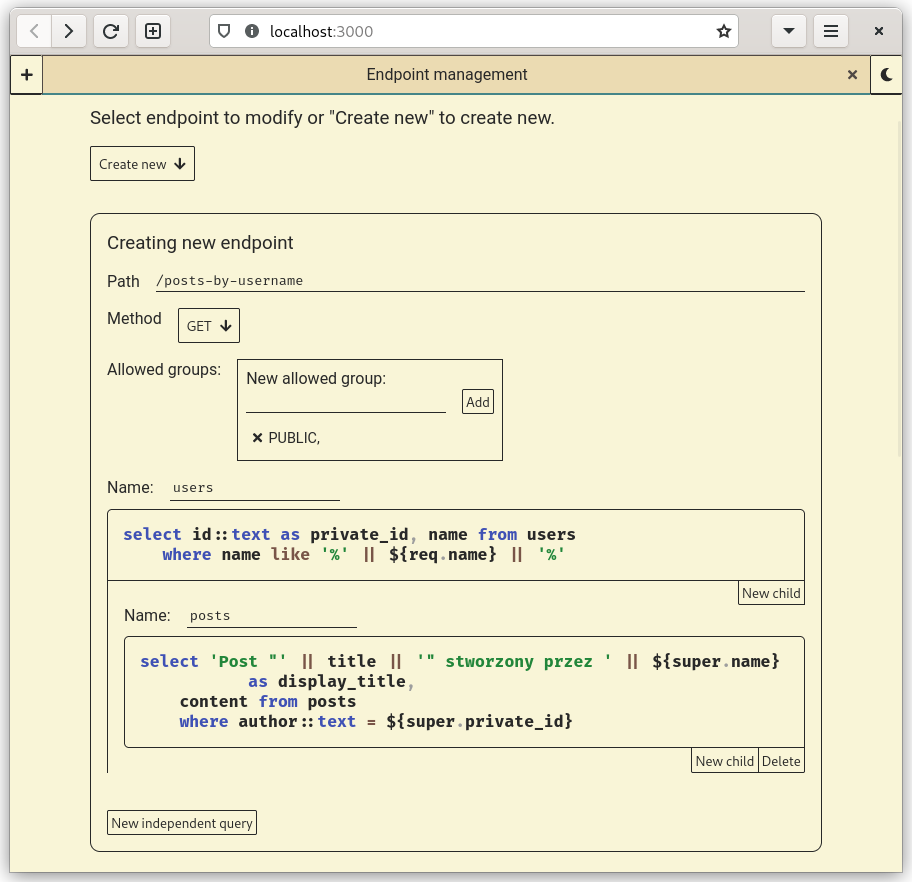 localhost:3000
+ Endpoint management ×
Select endpoint to modify or "Create new" to create new.
Create new ↓
Creating new endpoint
Path /posts-by-username
Method GET ↓
Allowed groups:
New allowed group:
Add
× PUBLIC,
Name: users
select id::text as private_id, name from users
where name like '%' || ${req.name} || '%'
New child
Name: posts
select 'Post "' || title || '" stworzony przez ' || ${super.name}
as display_title,
content from posts
where author::text = ${super.private_id}
New child Delete
New independent query